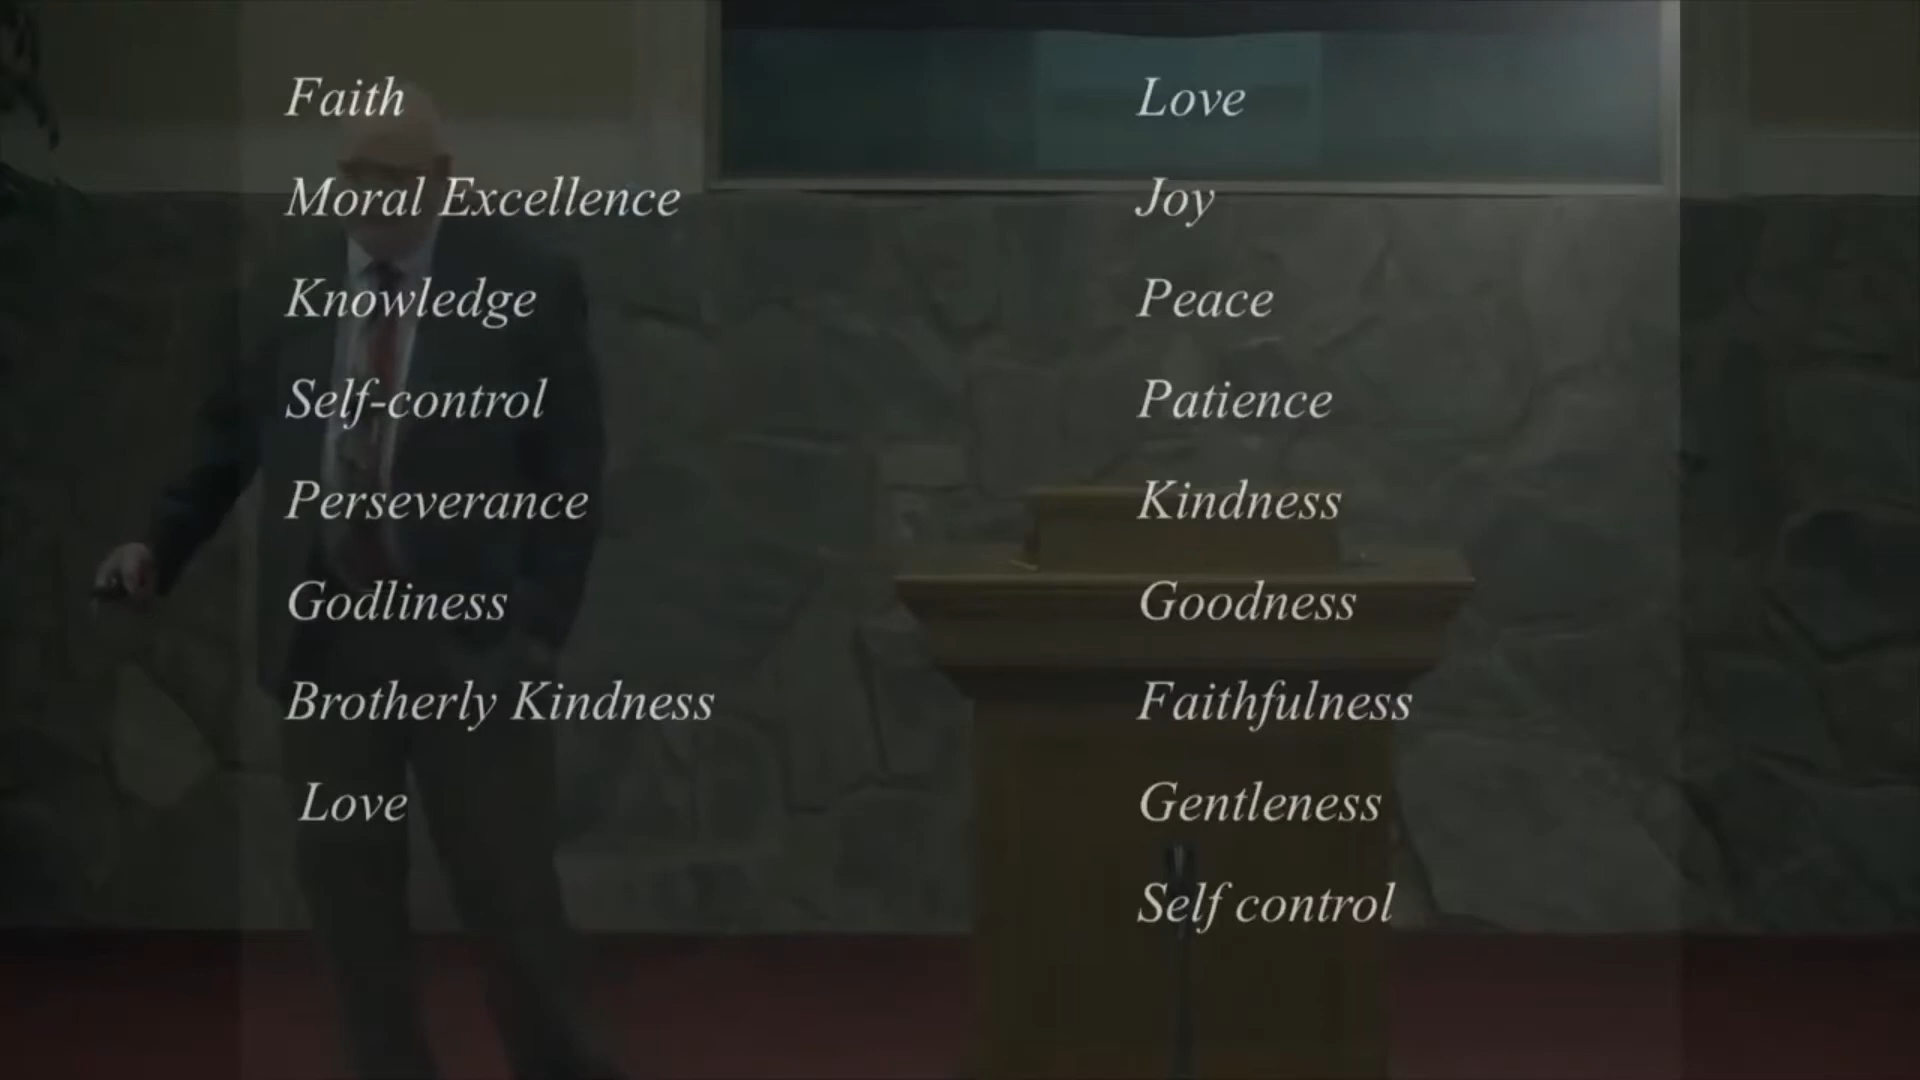 Faith
Moral Excellence
Knowledge
Self-control
Perseverance
Godliness
Brotherly Kindness
Love
Love
Joy
Peace
Patience
Kindness
Goodness
Faithfulness
Gentleness
Self control